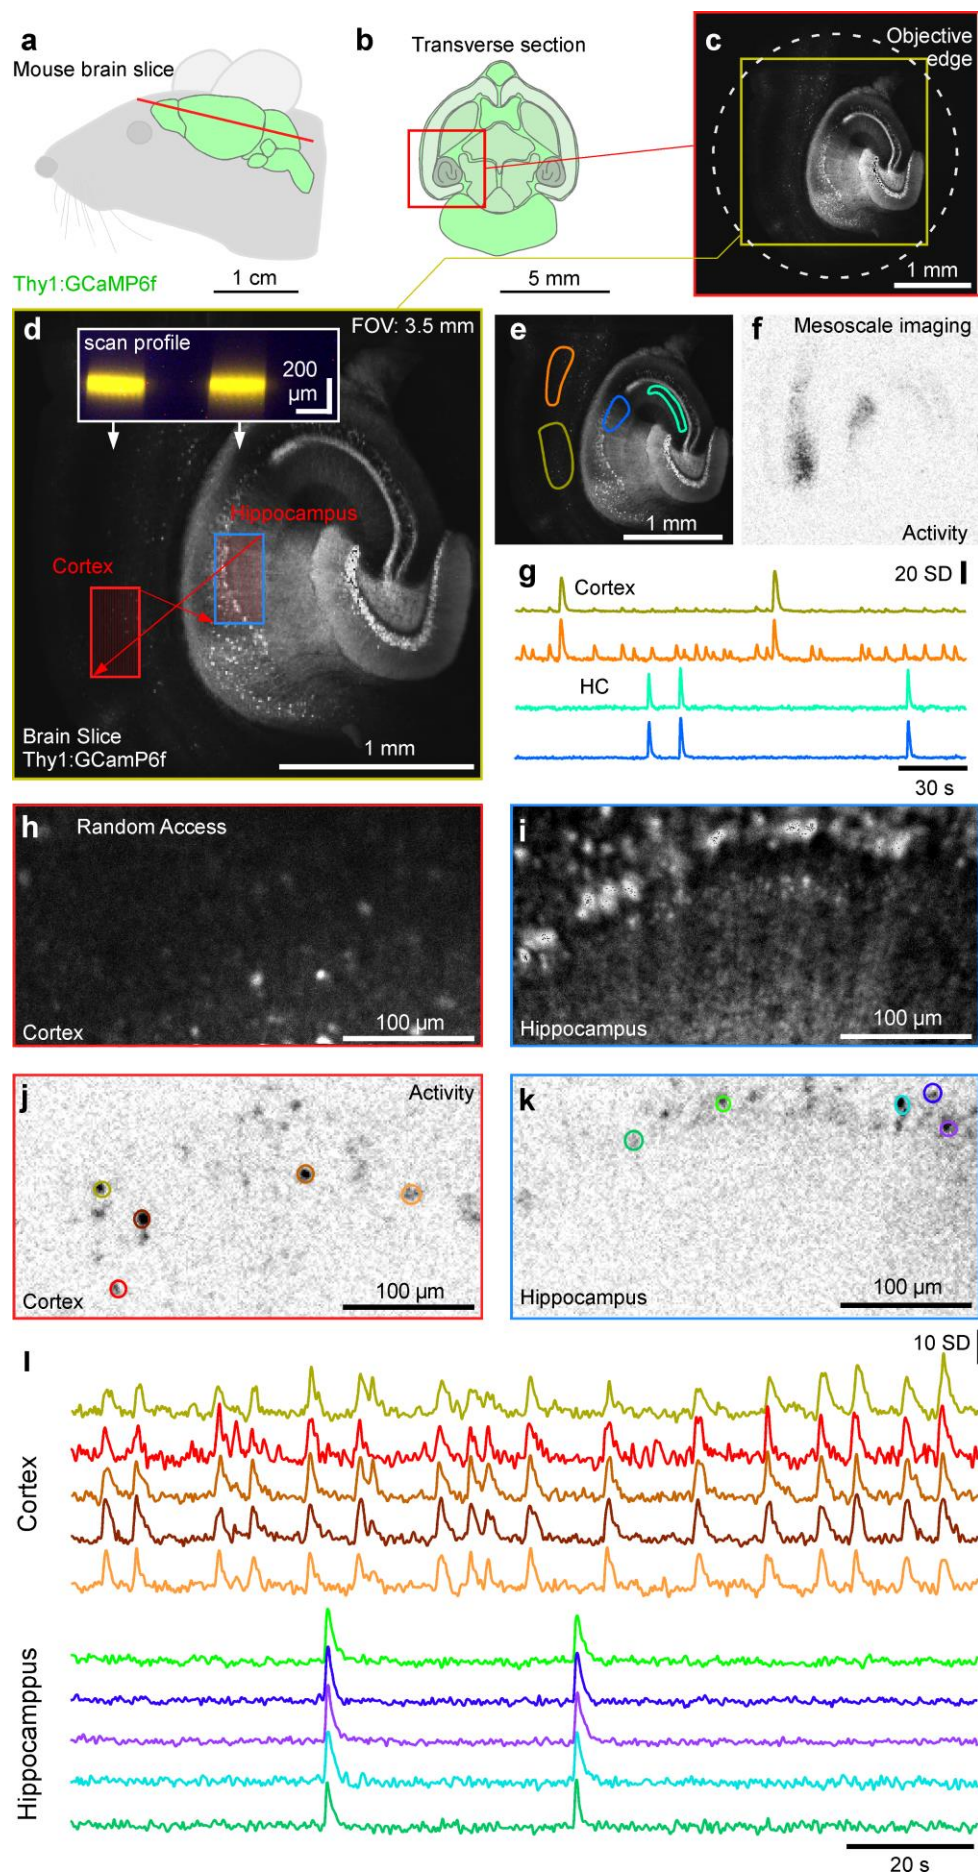 a
Mouse brain slice
Thy1:GCaMP6f
1 cm
b
Transverse section
5 mm
c
Objective
edge
1 mm
d
FOV: 3.5 mm
scan profile
200
µm
Hippocampus
Cortex
Brain Slice
Thy1:GCamP6f
1 mm
e
1 mm
f
Mesoscale imaging
Activity
g
20 SD
Cortex
HC
30 s
h
Random Access
Cortex
100 µm
i
Hippocampus
100 µm
j
Activity
Cortex
100 µm
k
Hippocampus
100 µm
l
10 SD
Cortex
Hippocamppus
20 s